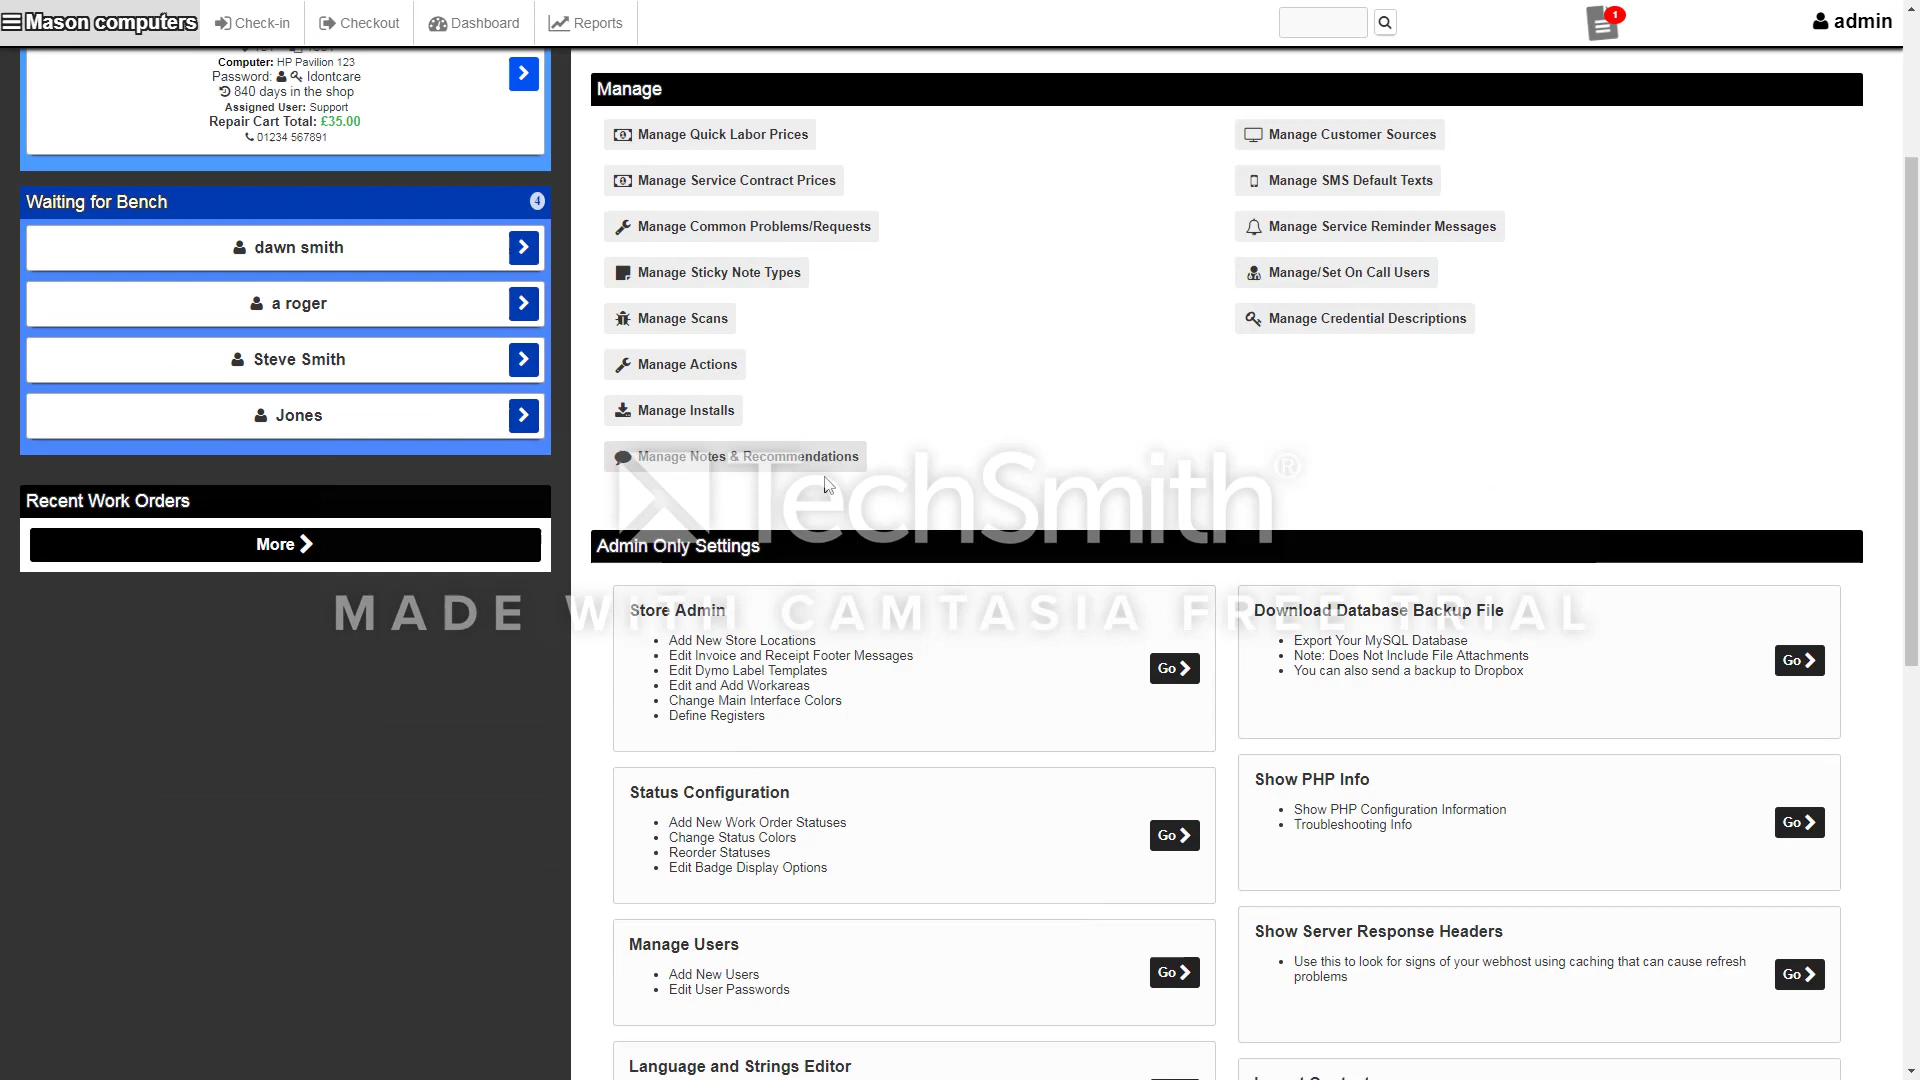 Mason computers
Check-in
Checkout
Dashboard
Reports
1
admin
Computer: HP Pavilion 123
Password: Idontcare
840 days in the shop
Assigned User: Support
Repair Cart Total: £35.00
01234 567891
Waiting for Bench
4
dawn smith
a roger
Steve Smith
Jones
Recent Work Orders
More
Manage
Manage Quick Labor Prices
Manage Service Contract Prices
Manage Common Problems/Requests
Manage Sticky Note Types
Manage Scans
Manage Actions
Manage Installs
Manage Notes & Recommendations
Manage Customer Sources
Manage SMS Default Texts
Manage Service Reminder Messages
Manage/Set On Call Users
Manage Credential Descriptions
TechSmith®
MADE WITH CAMTASIA FREE TRIAL
Admin Only Settings
Store Admin
Add New Store Locations
Edit Invoice and Receipt Footer Messages
Edit Dymo Label Templates
Edit and Add Workareas
Change Main Interface Colors
Define Registers
Go
Status Configuration
Add New Work Order Statuses
Change Status Colors
Reorder Statuses
Edit Badge Display Options
Go
Manage Users
Add New Users
Edit User Passwords
Go
Language and Strings Editor
Download Database Backup File
Export Your MySQL Database
Note: Does Not Include File Attachments
You can also send a backup to Dropbox
Go
Show PHP Info
Show PHP Configuration Information
Troubleshooting Info
Go
Show Server Response Headers
Use this to look for signs of your webhost using caching that can cause refresh
problems
Go